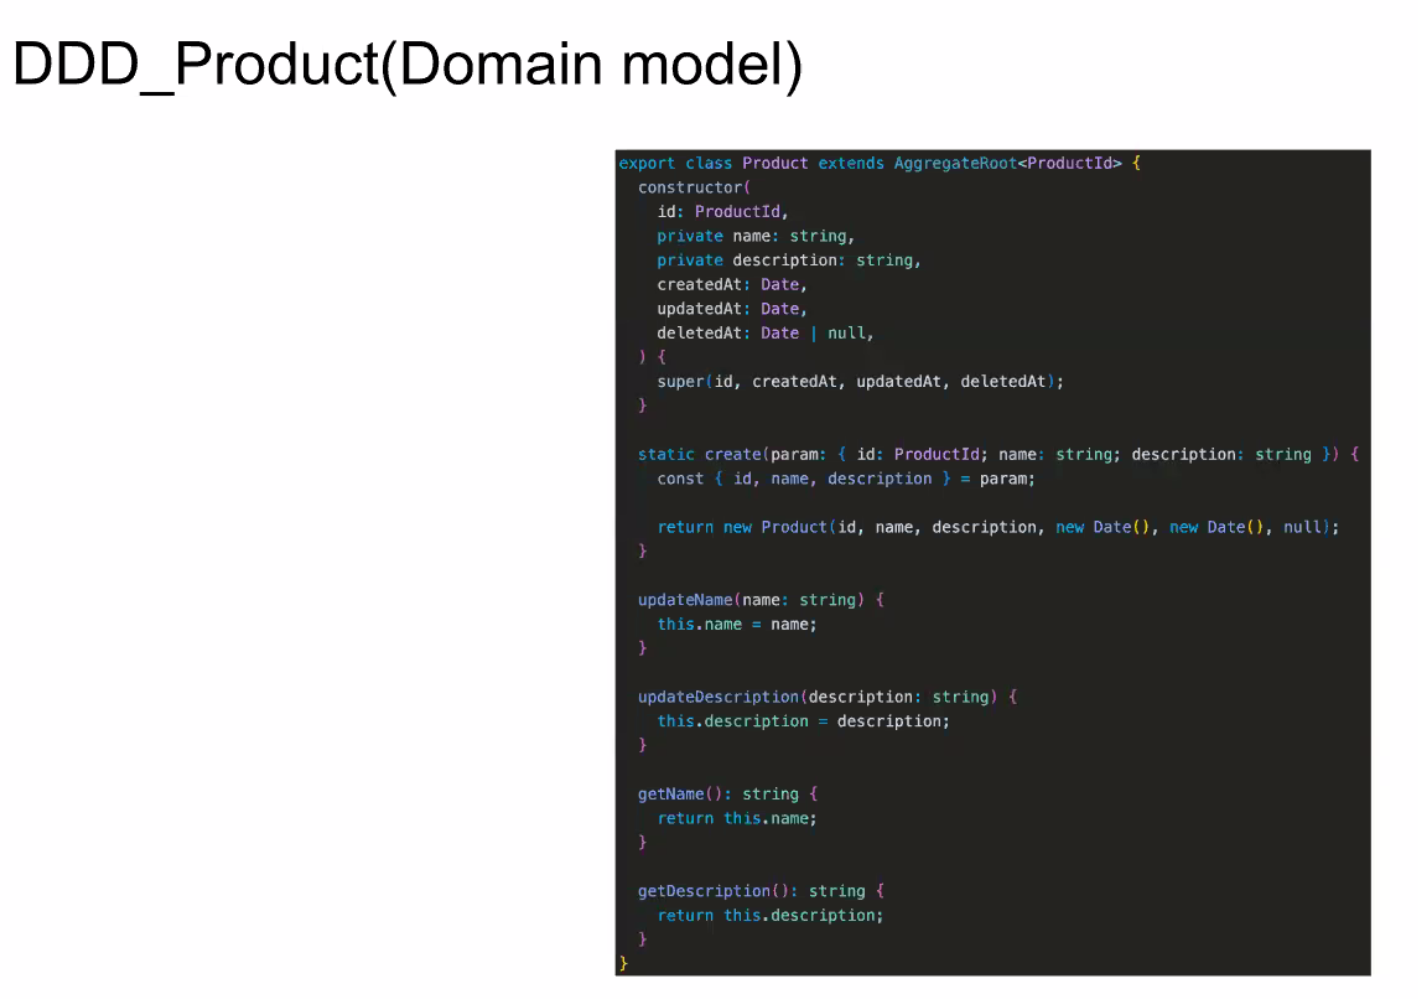 DDD_Product(Domain model)
export class Product extends AggregateRoot<ProductId> {
  constructor(
    id: ProductId,
    private name: string,
    private description: string,
    createdAt: Date,
    updatedAt: Date,
    deletedAt: Date | null,
  ) {
    super(id, createdAt, updatedAt, deletedAt);
  }
  static create(param: { id: ProductId; name: string; description: string }) {
    const { id, name, description } = param;
    return new Product(id, name, description, new Date(), new Date(), null);
  }
  updateName(name: string) {
    this.name = name;
  }
  updateDescription(description: string) {
    this.description = description;
  }
  getName(): string {
    return this.name;
  }
  getDescription(): string {
    return this.description;
  }
}